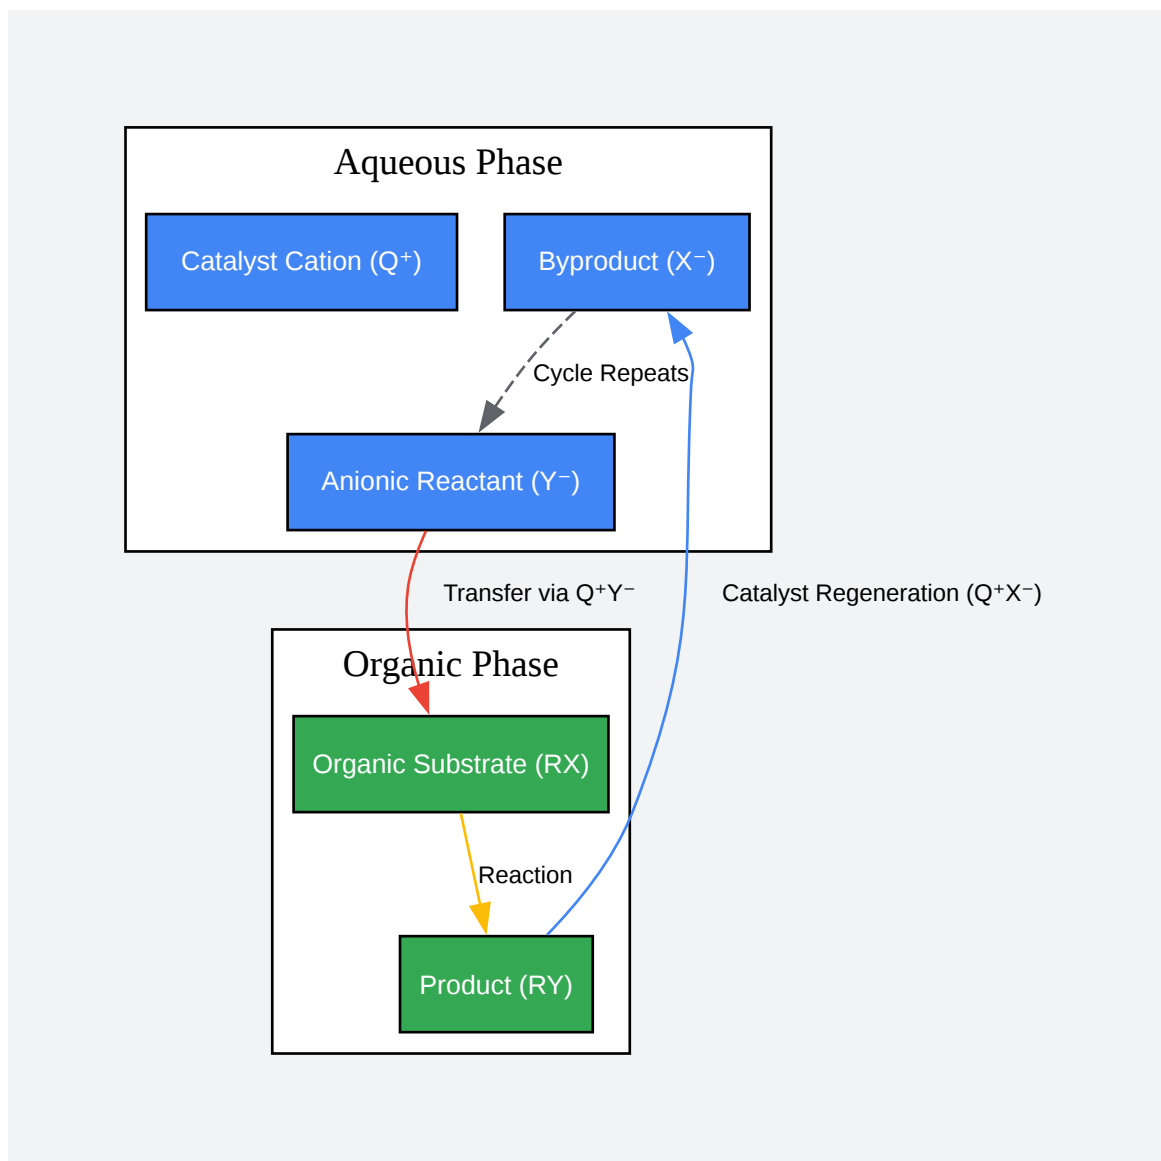 Aqueous Phase
Catalyst Cation (Q⁺)
Byproduct (X⁻)
Cycle Repeats
Anionic Reactant (Y⁻)
Transfer via Q⁺Y⁻
Catalyst Regeneration (Q⁺X⁻)
Organic Phase
Organic Substrate (RX)
Reaction
Product (RY)